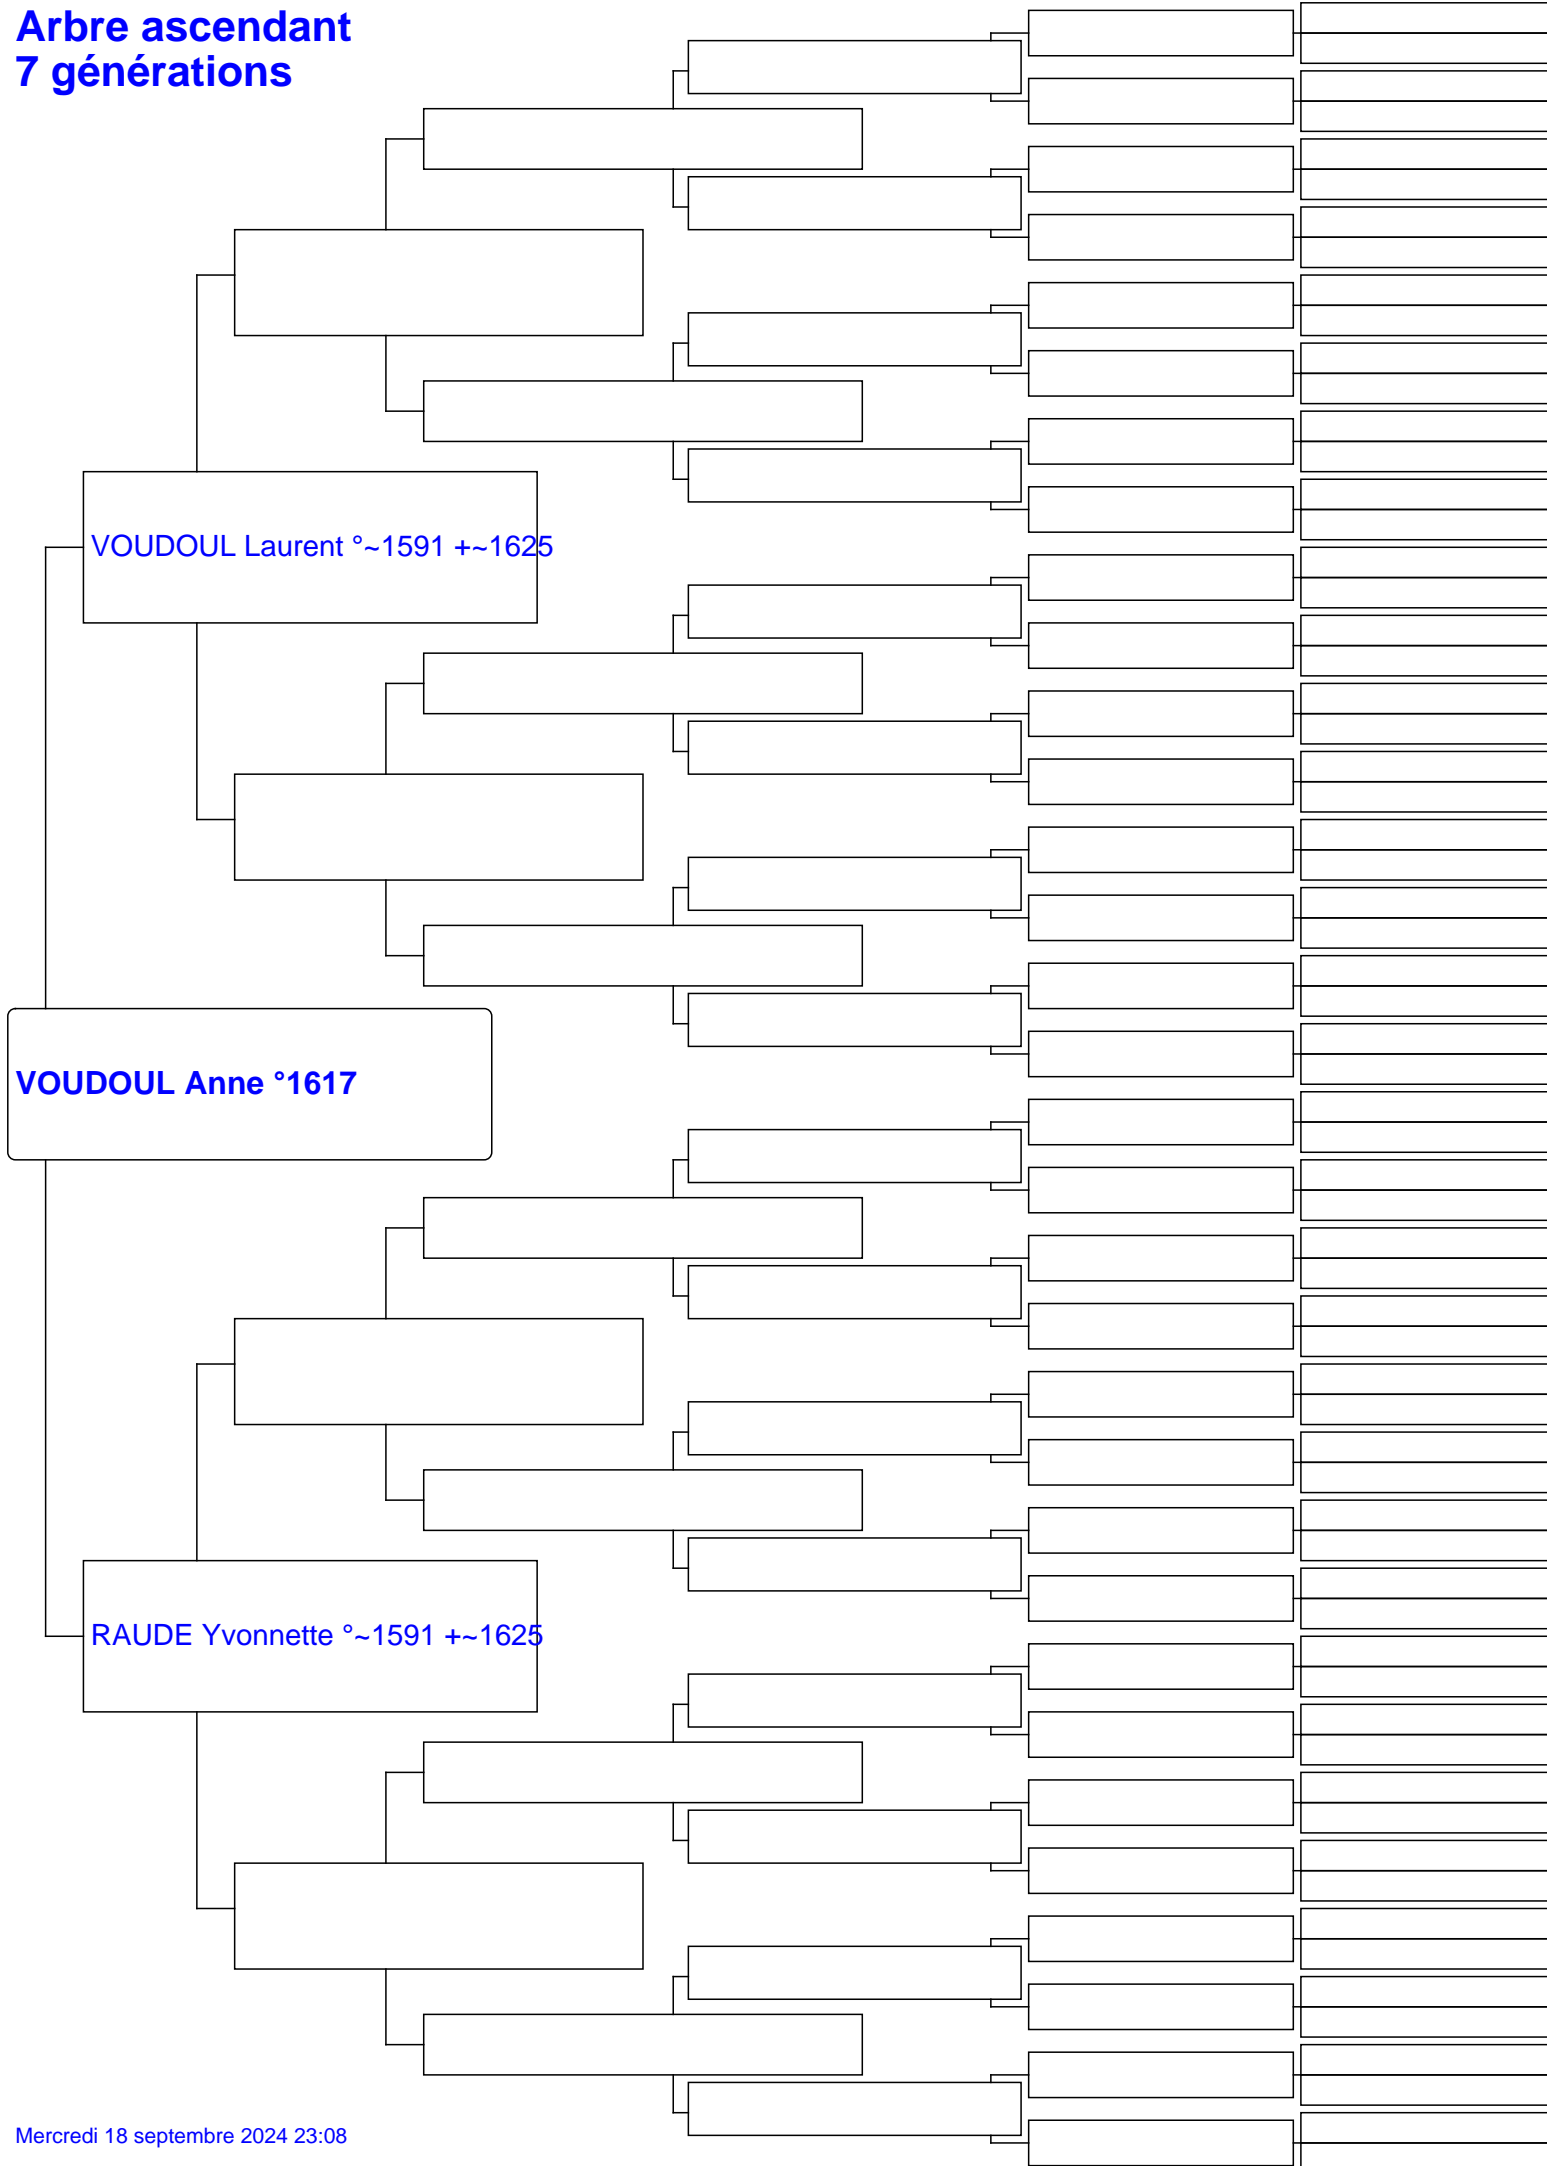 Arbre ascendant
7 générations
VOUDOUL Laurent °~1591 +~1625
VOUDOUL Anne °1617
RAUDE Yvonnette °~1591 +~1625
Mercredi 18 septembre 2024 23:08